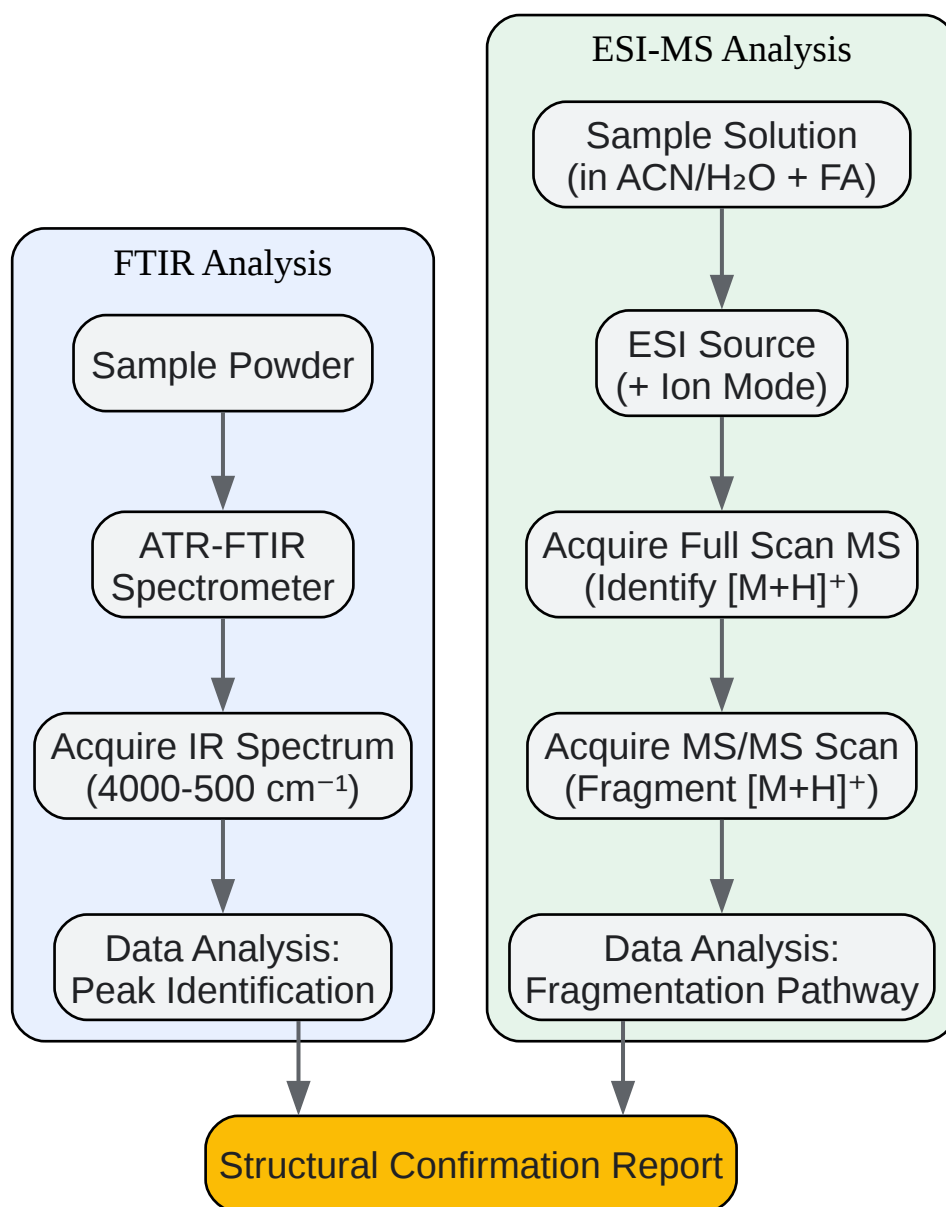 FTIR Analysis
Sample Powder
ATR-FTIR
Spectrometer
Acquire IR Spectrum
(4000-500 cm⁻¹)
Data Analysis:
Peak Identification
ESI-MS Analysis
Sample Solution
(in ACN/H₂O + FA)
ESI Source
(+ Ion Mode)
Acquire Full Scan MS
(Identify [M+H]⁺)
Acquire MS/MS Scan
(Fragment [M+H]⁺)
Data Analysis:
Fragmentation Pathway
Structural Confirmation Report